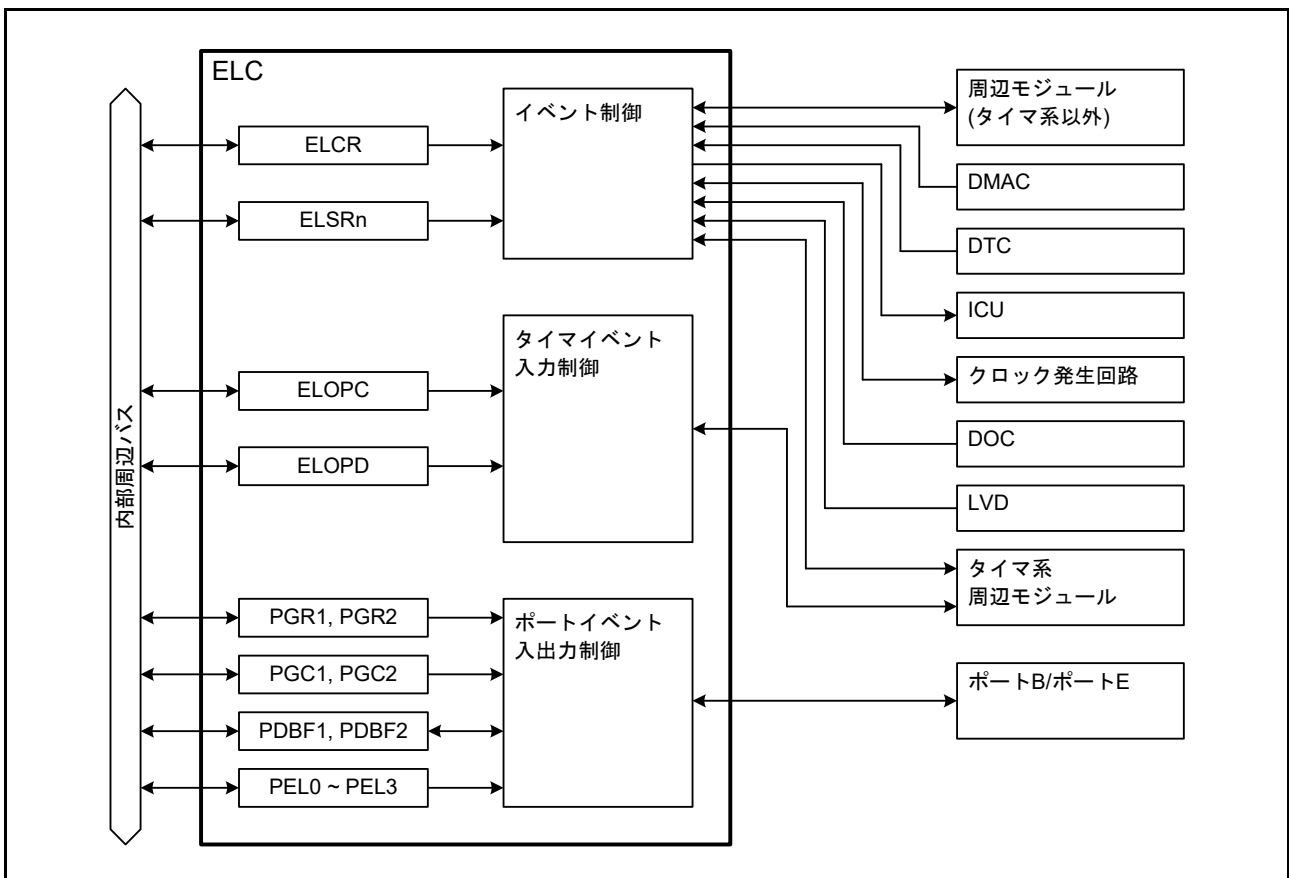 ELC
内部周辺バス
ELCR
ELSRn
ELOPC
ELOPD
PGR1, PGR2
PGC1, PGC2
PDBF1, PDBF2
PEL0 ~ PEL3
イベント制御
タイマイベント
入力制御
ポートイベント
入出力制御
周辺モジュール
(タイマ系以外)
DMAC
DTC
ICU
クロック発生回路
DOC
LVD
タイマ系
周辺モジュール
ポートB/ポートE